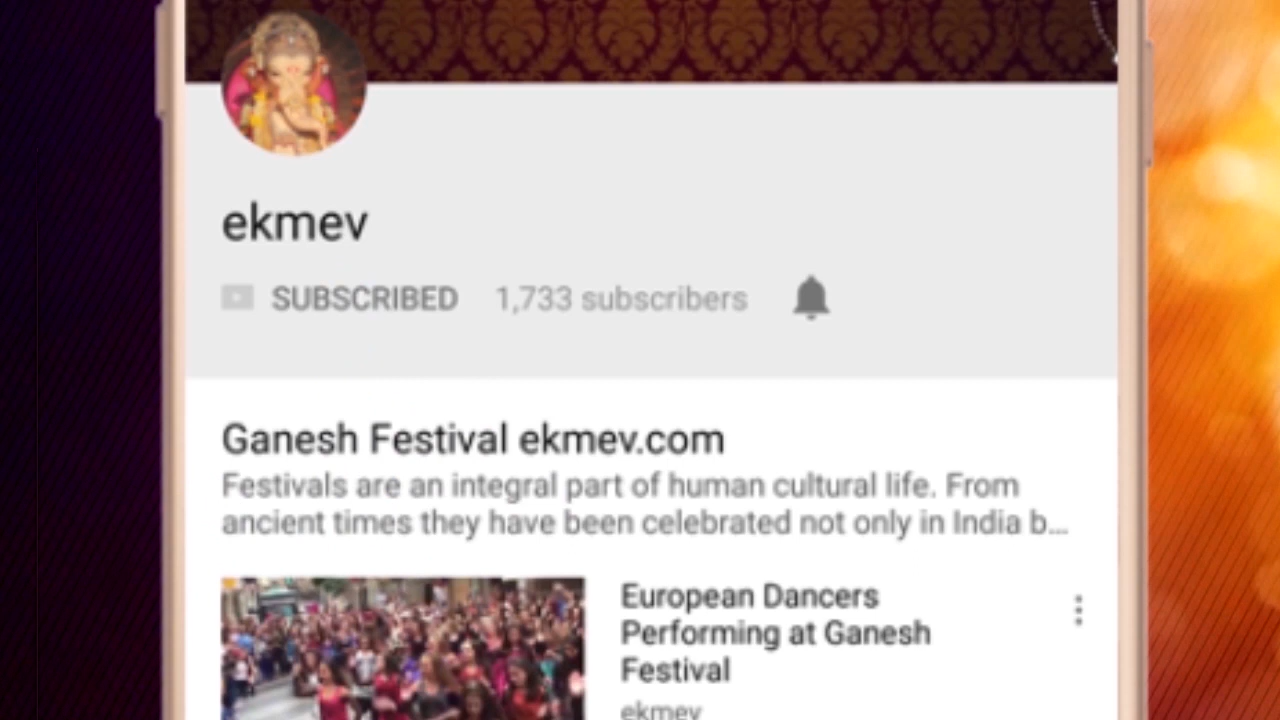 ekmev
SUBSCRIBED 1,733 subscribers
Ganesh Festival ekmev.com
Festivals are an integral part of human cultural life. From
ancient times they have been celebrated not only in India b...
European Dancers
Performing at Ganesh
Festival
ekmev